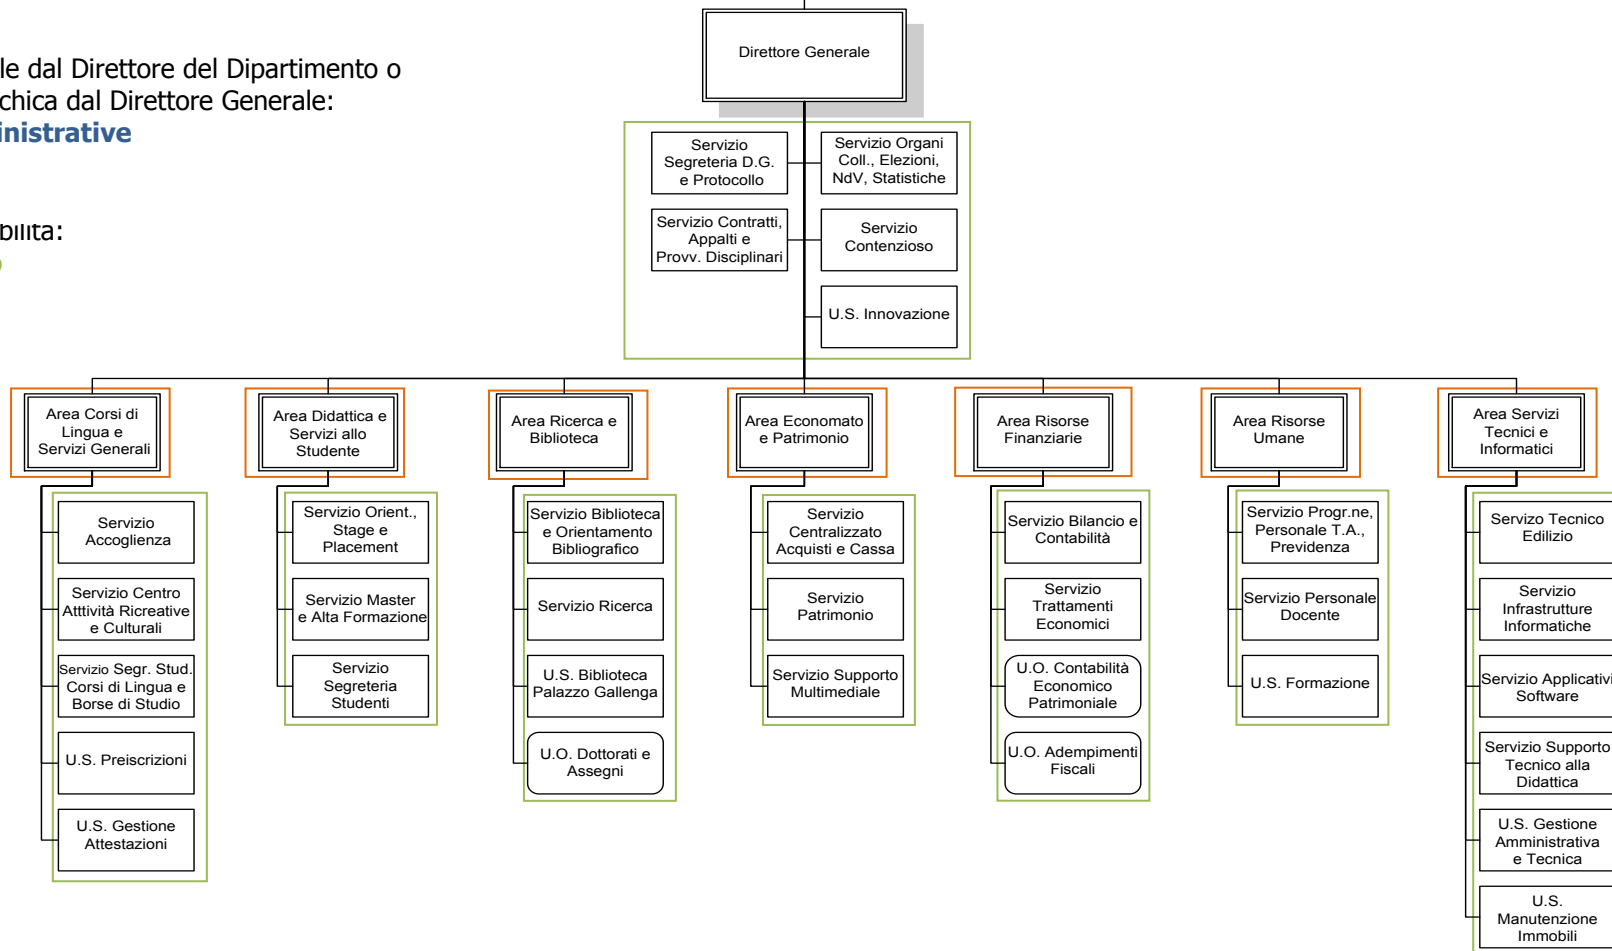 Direttore Generale
le dal Direttore del Dipartimento o
chica dal Direttore Generale:
inistrative
bilità:
Servizio
Segreteria D.G.
e Protocollo
Servizio Organi
Coll., Elezioni,
NdV, Statistiche
Servizio Contratti,
Appalti e
Provv. Disciplinari
Servizio
Contenzioso
U.S. Innovazione
Area Corsi di
Lingua e
Servizi Generali
Area Didattica e
Servizi allo
Studente
Area Ricerca e
Biblioteca
Area Economato
e Patrimonio
Area Risorse
Finanziarie
Area Risorse
Umane
Area Servizi
Tecnici e
Informatici
Servizio
Accoglienza
Servizio Centro
Atttività Ricreative
e Culturali
Servizio Segr. Stud.
Corsi di Lingua e
Borse di Studio
U.S. Preiscrizioni
U.S. Gestione
Attestazioni
Servizio Orient.,
Stage e
Placement
Servizio Master
e Alta Formazione
Servizio
Segreteria
Studenti
Servizio Biblioteca
e Orientamento
Bibliografico
Servizio Ricerca
U.S. Biblioteca
Palazzo Gallenga
U.O. Dottorati e
Assegni
Servizio
Centralizzato
Acquisti e Cassa
Servizio
Patrimonio
Servizio Supporto
Multimediale
Servizio Bilancio e
Contabilità
Servizio
Trattamenti
Economici
U.O. Contabilità
Economico
Patrimoniale
U.O. Adempimenti
Fiscali
Servizio Progr.ne,
Personale T.A.,
Previdenza
Servizio Personale
Docente
U.S. Formazione
Servizo Tecnico
Edilizio
Servizio
Infrastrutture
Informatiche
Servizio Applicativi
Software
Servizio Supporto
Tecnico alla
Didattica
U.S. Gestione
Amministrativa
e Tecnica
U.S.
Manutenzione
Immobili